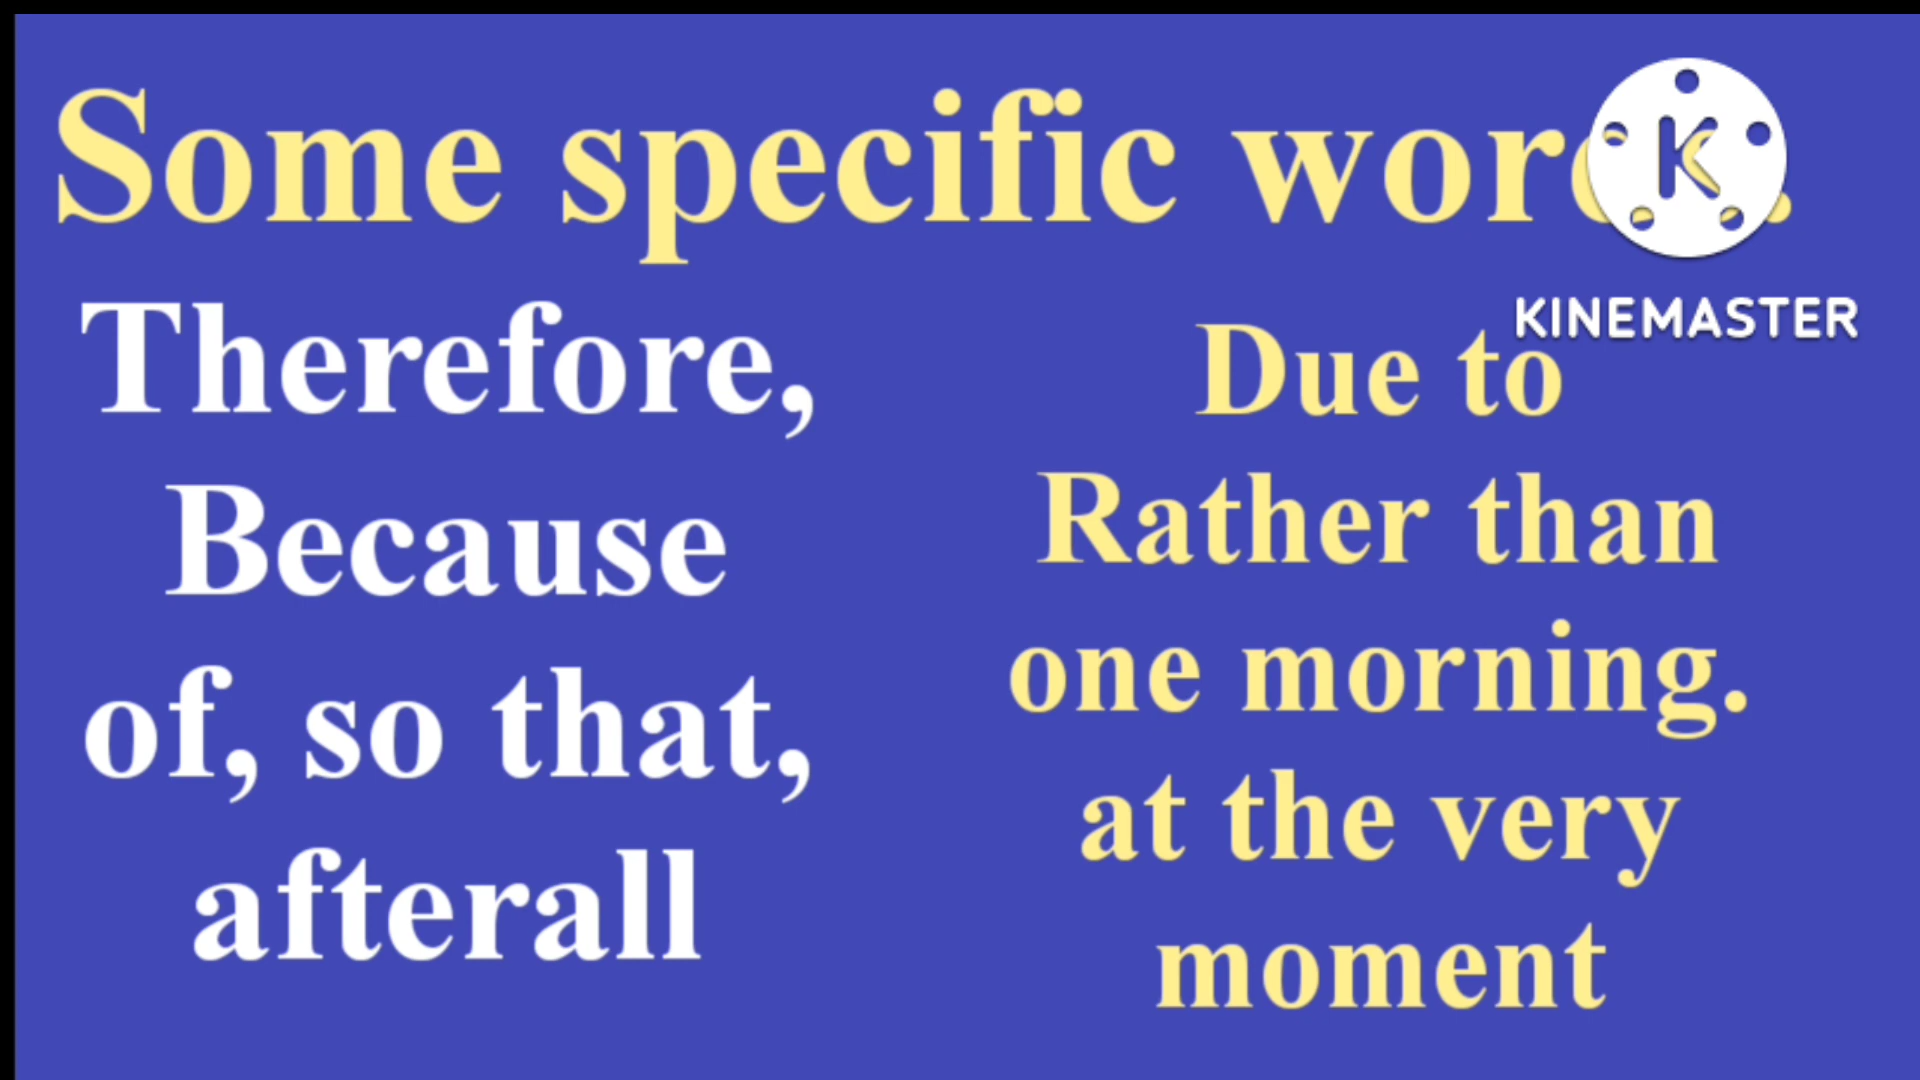 Some specific
KINEMASTER
Therefore,
Because
of, so that,
afterall
Due to
Rather than
one morning.
at the very
moment